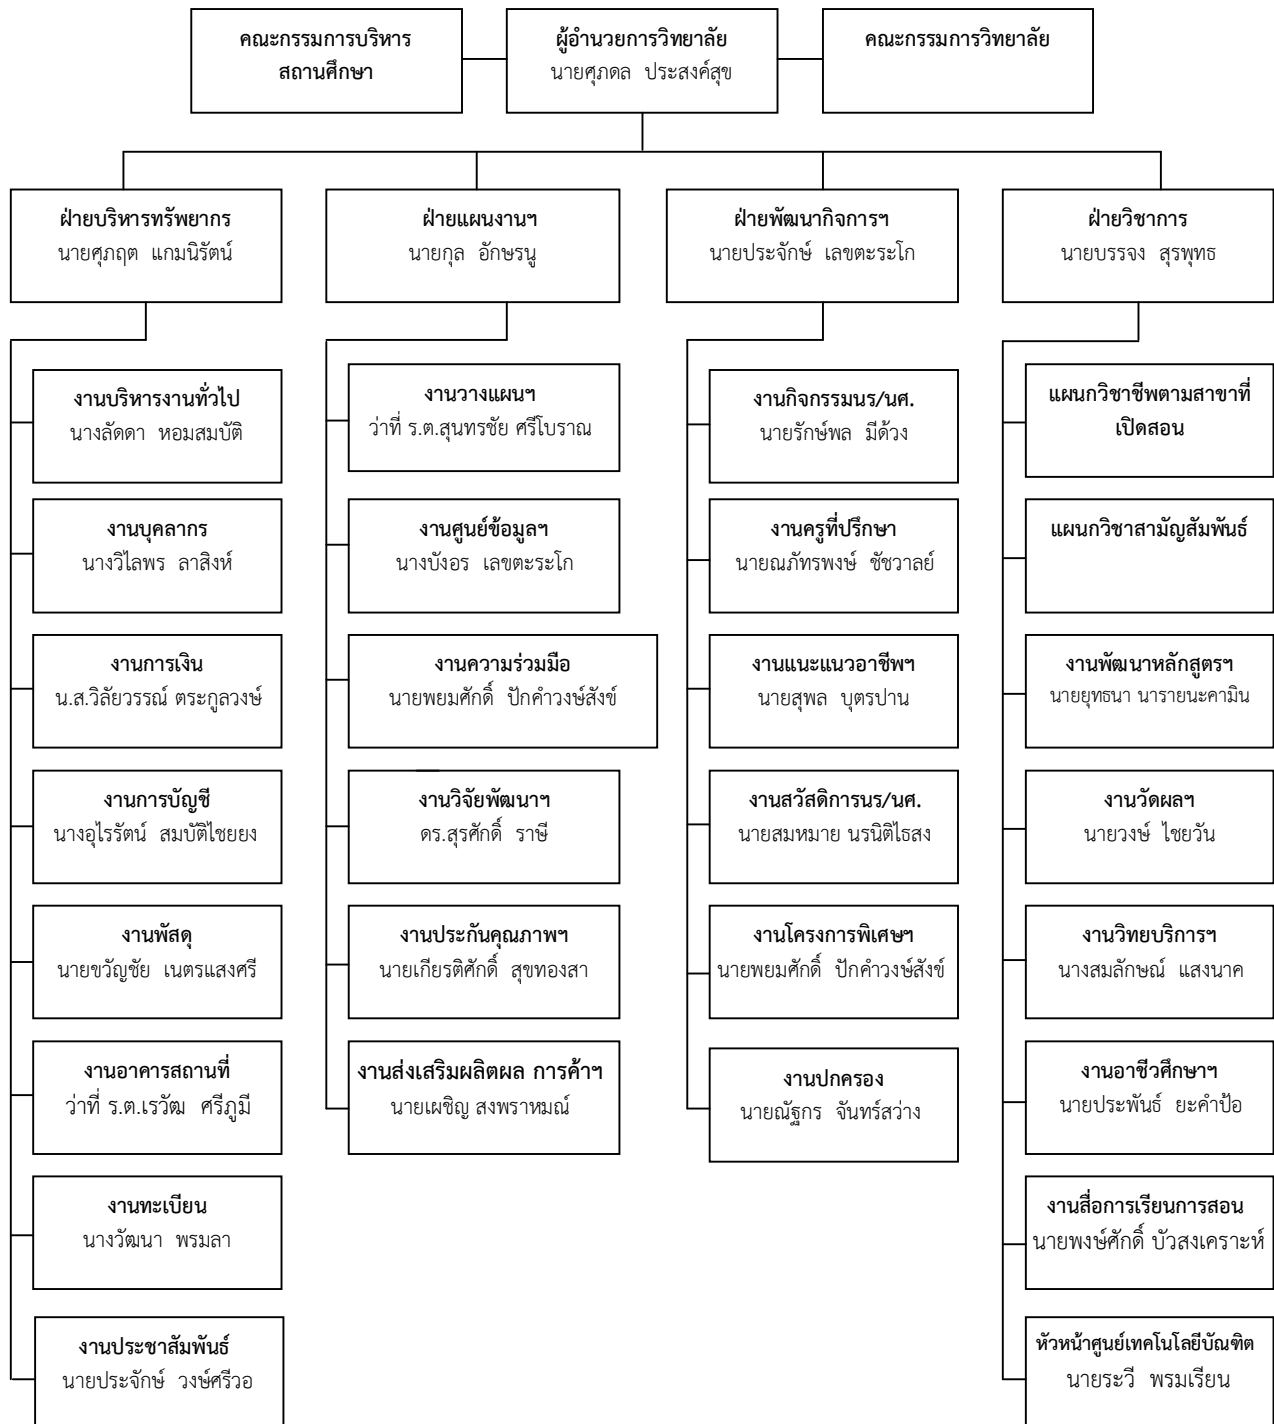 คณะกรรมการบริหาร
สถานศึกษา
ผู้อำนวยการวิทยาลัย
นายศุภดล ประสงค์สุข
คณะกรรมการวิทยาลัย
ฝ่ายบริหารทรัพยากร
นายศุภฤต แกมนิรัตน์
ฝ่ายแผนงานฯ
นายกุล อักษรนู
ฝ่ายพัฒนากิจการฯ
นายประจักษ์ เลขตะระโก
ฝ่ายวิชาการ
นายบรรจง สุรพุทธ
งานบริหารงานทั่วไป
นางลัดดา หอมสมบัติ
งานบุคลากร
นางวิไลพร ลาสิงห์
งานการเงิน
น.ส.วิลัยวรรณ์ ตระกูลวงษ์
งานการบัญชี
นางอุไรรัตน์ สมบัติไชยยง
งานพัสดุ
นายขวัญชัย เนตรแสงศรี
งานอาคารสถานที่
ว่าที่ ร.ต.เรวัฒ ศรีภูมี
งานทะเบียน
นางวัฒนา พรมลา
งานประชาสัมพันธ์
นายประจักษ์ วงษ์ศรีวอ
งานวางแผนฯ
ว่าที่ ร.ต.สุนทรชัย ศรีโบราณ
งานศูนย์ข้อมูลฯ
นางบังอร เลขตะระโก
งานความร่วมมือ
นายพยมศักดิ์ ปักคำวงษ์สังข์
งานวิจัยพัฒนาฯ
ดร.สุรศักดิ์ ราษี
งานประกันคุณภาพฯ
นายเกียรติศักดิ์ สุขทองสา
งานส่งเสริมผลิตผล การค้าฯ
นายเผชิญ สงพราหมณ์
งานกิจกรรมนร/นศ.
นายรักษ์พล มีด้วง
งานครูที่ปรึกษา
นายณภัทรพงษ์ ชัชวาลย์
งานแนะแนวอาชีพฯ
นายสุพล บุตรปาน
งานสวัสดิการนร/นศ.
นายสมหมาย นรนิติไธสง
งานโครงการพิเศษฯ
นายพยมศักดิ์ ปักคำวงษ์สังข์
งานปกครอง
นายณัฐกร จันทร์สว่าง
แผนกวิชาชีพตามสาขาที่
เปิดสอน
แผนกวิชาสามัญสัมพันธ์
งานพัฒนาหลักสูตรฯ
นายยุทธนา นารายนะคามิน
งานวัดผลฯ
นายวงษ์ ไชยวัน
งานวิทยบริการฯ
นางสมลักษณ์ แสงนาค
งานอาชีวศึกษาฯ
นายประพันธ์ ยะคำป้อ
งานสื่อการเรียนการสอน
นายพงษ์ศักดิ์ บัวสงเคราะห์
หัวหน้าศูนย์เทคโนโลยีบัณฑิต
นายระวี พรมเรียน